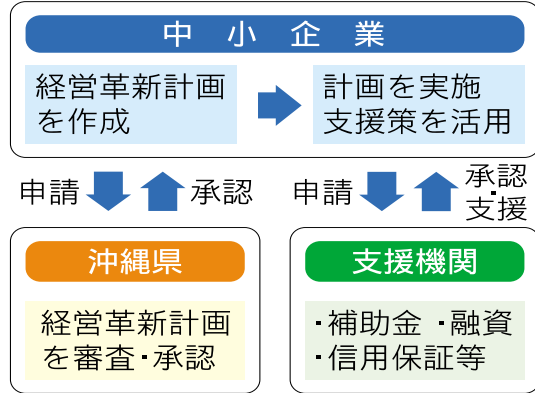 中小企業
経営革新計画
を作成
計画を実施
支援策を活用
申請
承認
申請
承認
・
支援
沖縄県
経営革新計画
を審査・承認
支援機関
・補助金 ・融資
・信用保証等